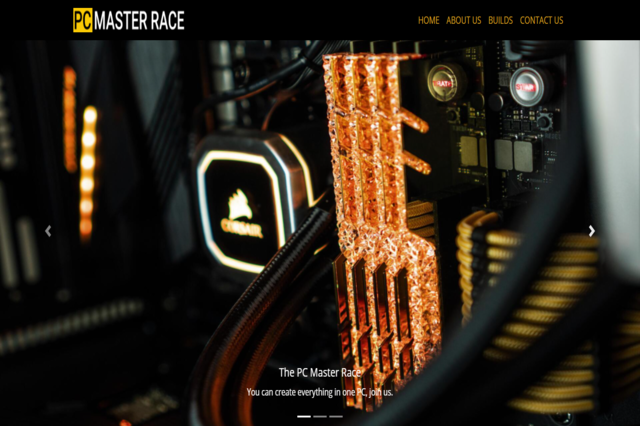 PC MASTER RACE
HOME ABOUT US BUILDS CONTACT US
CORSAIR
The PC Master Race
You can create everything in one PC, join us.